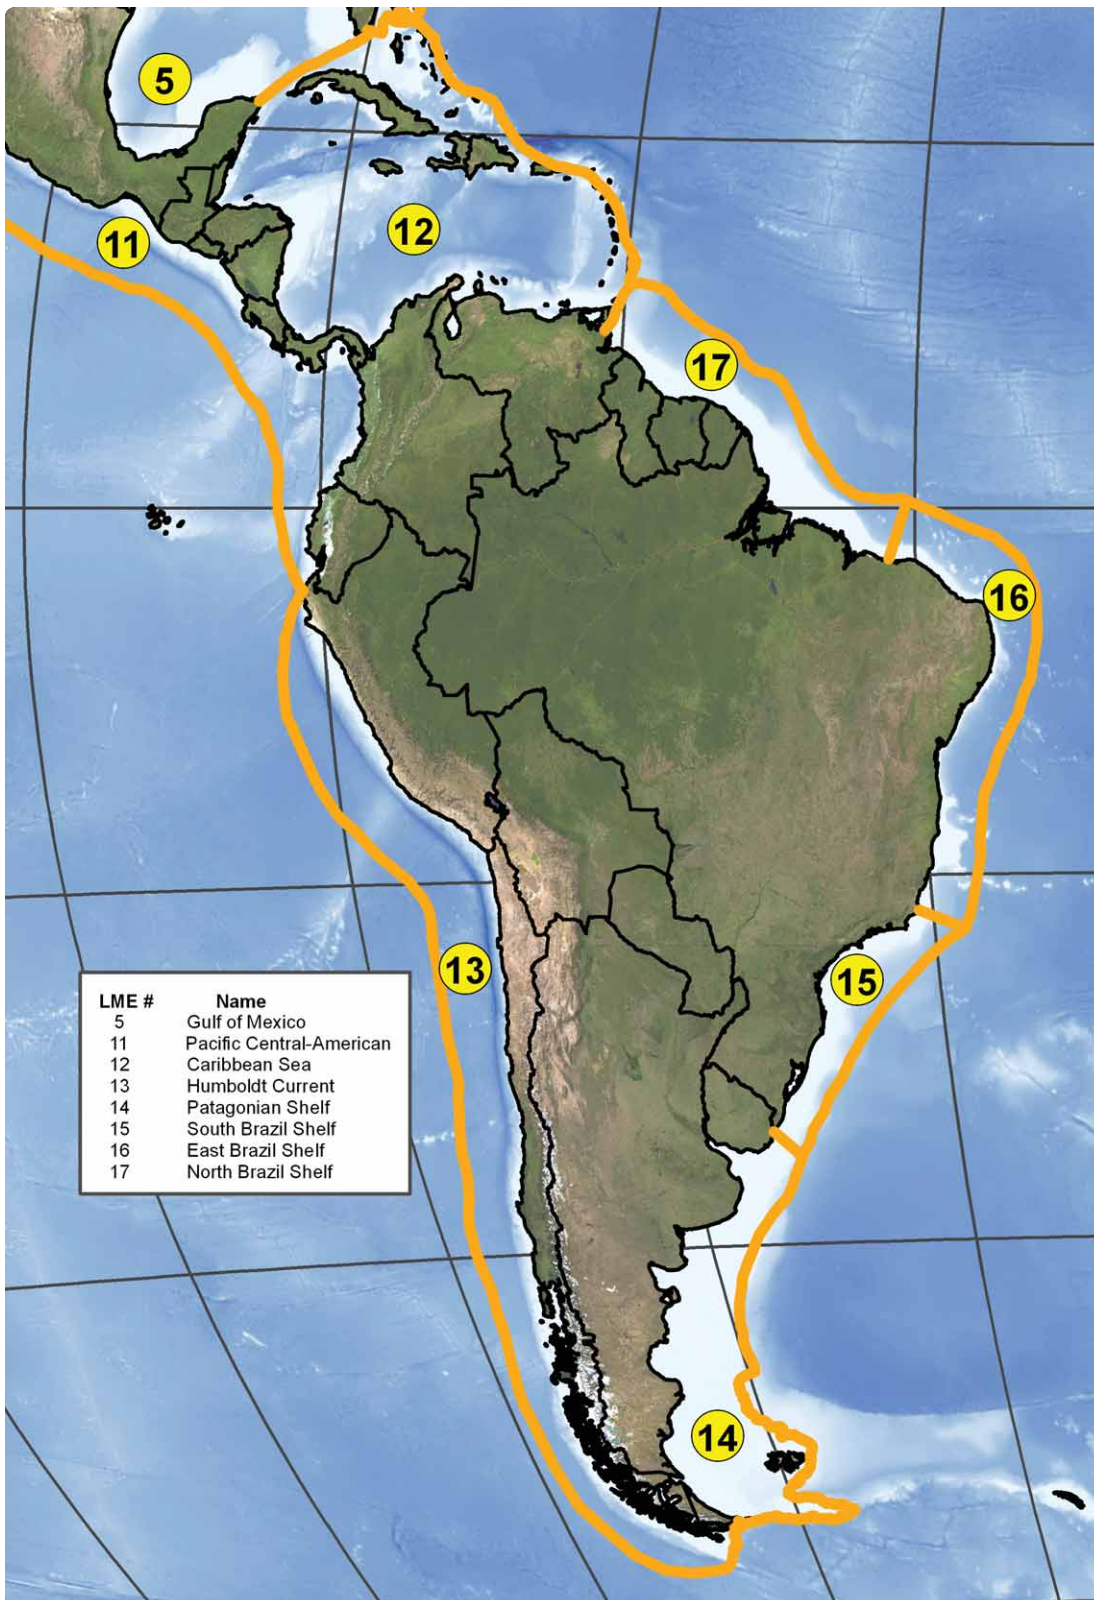 5
12
11
17
16
13
15
LME # Name
5 Gulf of Mexico
11 Pacific Central-American
12 Caribbean Sea
13 Humboldt Current
14 Patagonian Shelf
15 South Brazil Shelf
16 East Brazil Shelf
17 North Brazil Shelf
14